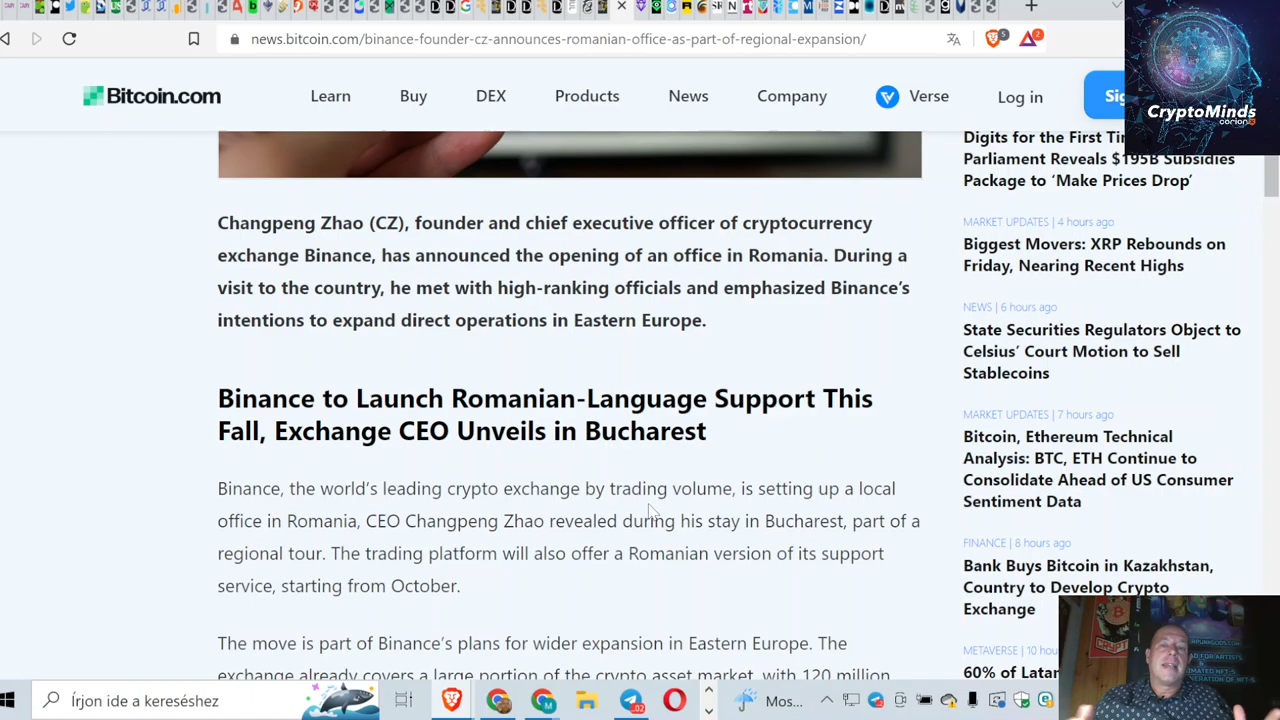 news.bitcoin.com/binance-founder-cz-announces-romanian-office-as-part-of-regional-expansion/
5
2
CryptoMinds
corionX
Bitcoin.com
Learn
Buy
DEX
Products
News
Company
Verse
Log in
Changpeng Zhao (CZ), founder and chief executive officer of cryptocurrency
exchange Binance, has announced the opening of an office in Romania. During a
visit to the country, he met with high-ranking officials and emphasized Binance's
intentions to expand direct operations in Eastern Europe.
Binance to Launch Romanian-Language Support This
Fall, Exchange CEO Unveils in Bucharest
Binance, the world's leading crypto exchange by trading volume, is setting up a local
office in Romania, CEO Changpeng Zhao revealed during his stay in Bucharest, part of a
regional tour. The trading platform will also offer a Romanian version of its support
service, starting from October.
The move is part of Binance's plans for wider expansion in Eastern Europe. The
exchange already covers a large of the crypto asset market, with 120 million
Digits for the First
Parliament Reveals $195B Subsidies
Package to 'Make Prices Drop'
MARKET UPDATES | 4 hours ago
Biggest Movers: XRP Rebounds on
Friday, Nearing Recent Highs
NEWS | 6 hours ago
State Securities Regulators Object to
Celsius' Court Motion to Sell
Stablecoins
MARKET UPDATES | 7 hours ago
Bitcoin, Ethereum Technical
Analysis: BTC, ETH Continue to
Consolidate Ahead of US Consumer
Sentiment Data
FINANCE | 8 hours ago
Bank Buys Bitcoin in Kazakhstan,
Country to Develop Crypto
Exchange
METAVERSE | 10
60% of
Irjon ide a kereséshez
Mos...